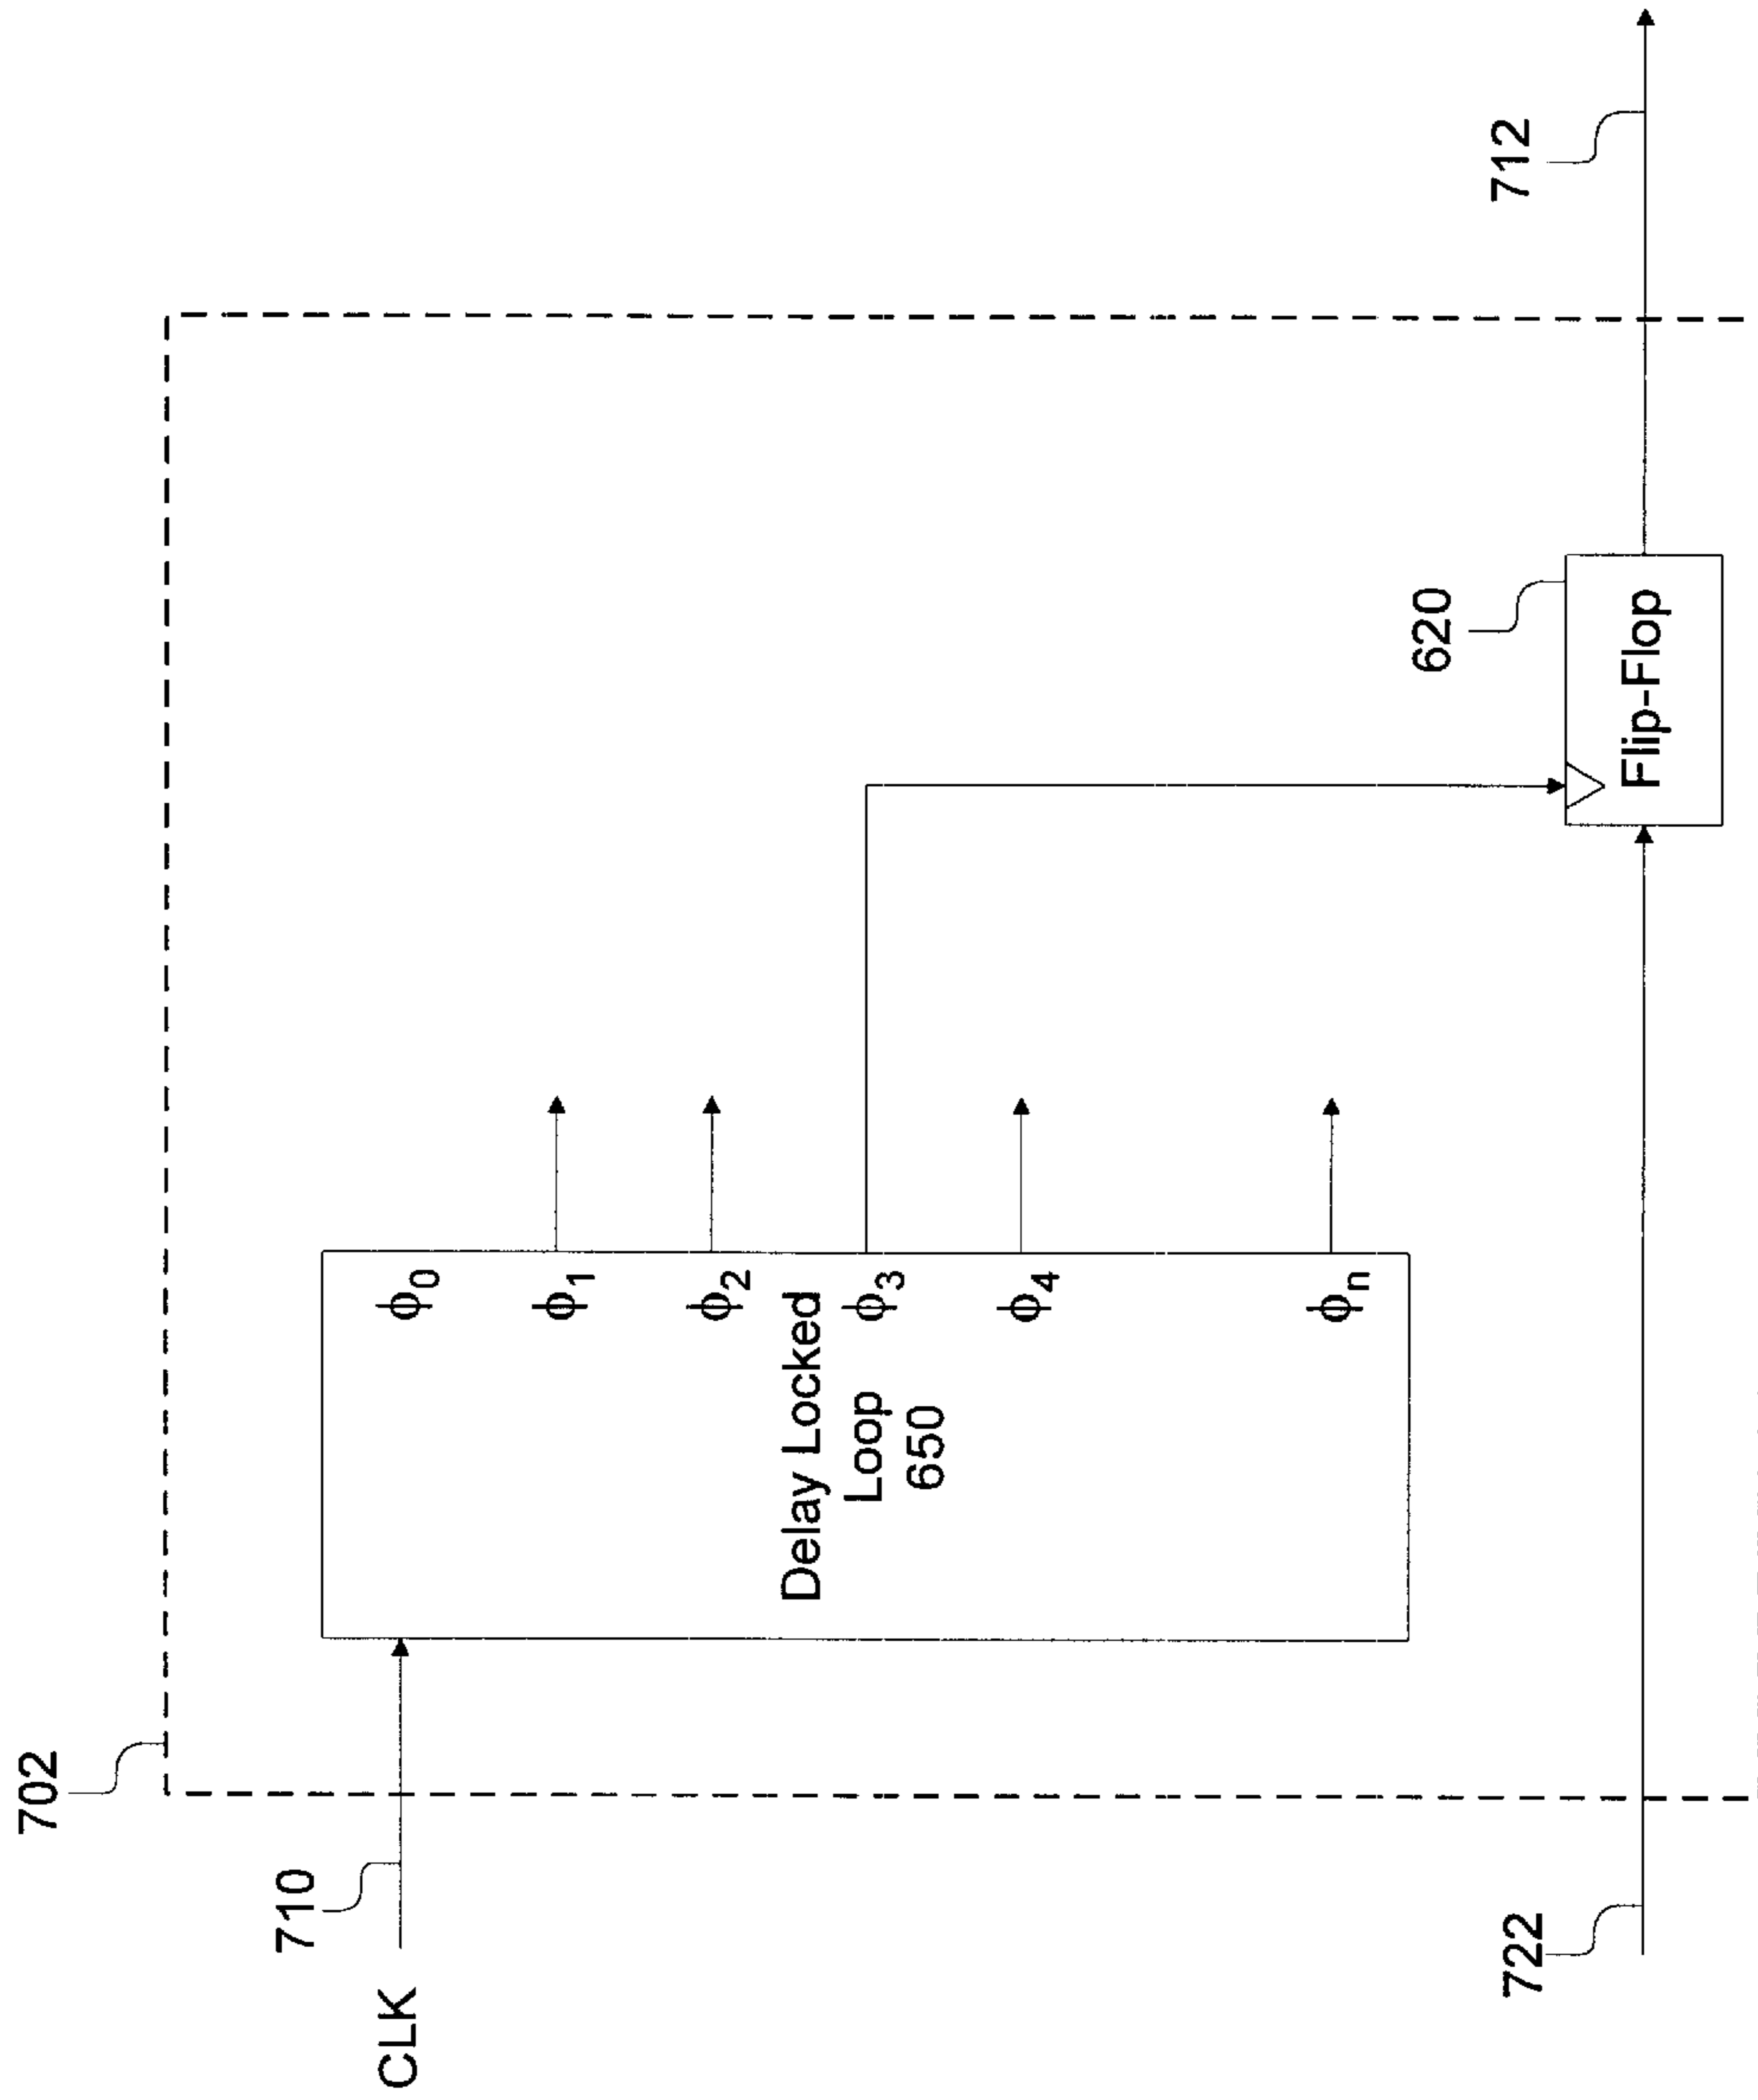 702
710
CLK
ϕ0
ϕ1
ϕ2
Delay Locked
Loop
650
ϕ3
ϕ4
ϕn
620
Flip-Flop
722
712